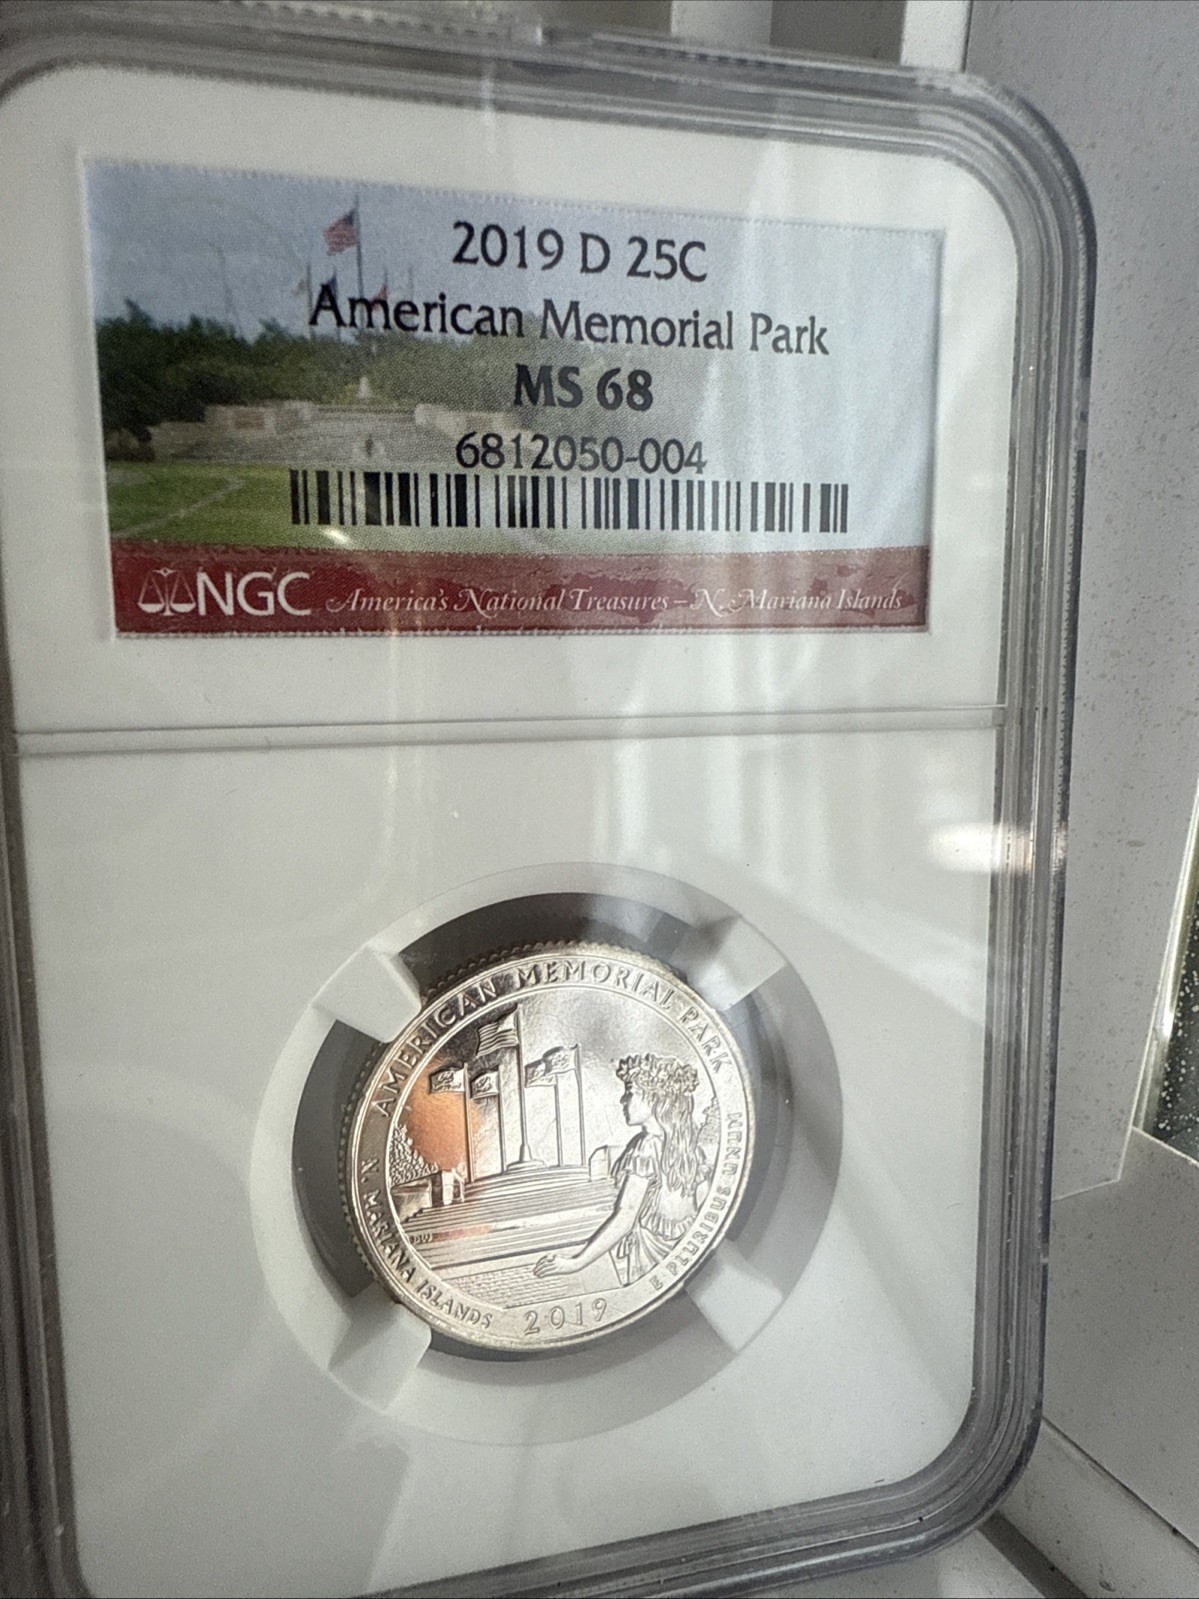 2019 D 25C
American Memorial Park
MS 68
6812050-004
NGC America's National Treasures – N. Mariana Islands
AMERICAN MEMORIAL PARK
N. MARIANA ISLANDS
2019
E PLURIBUS UNUM